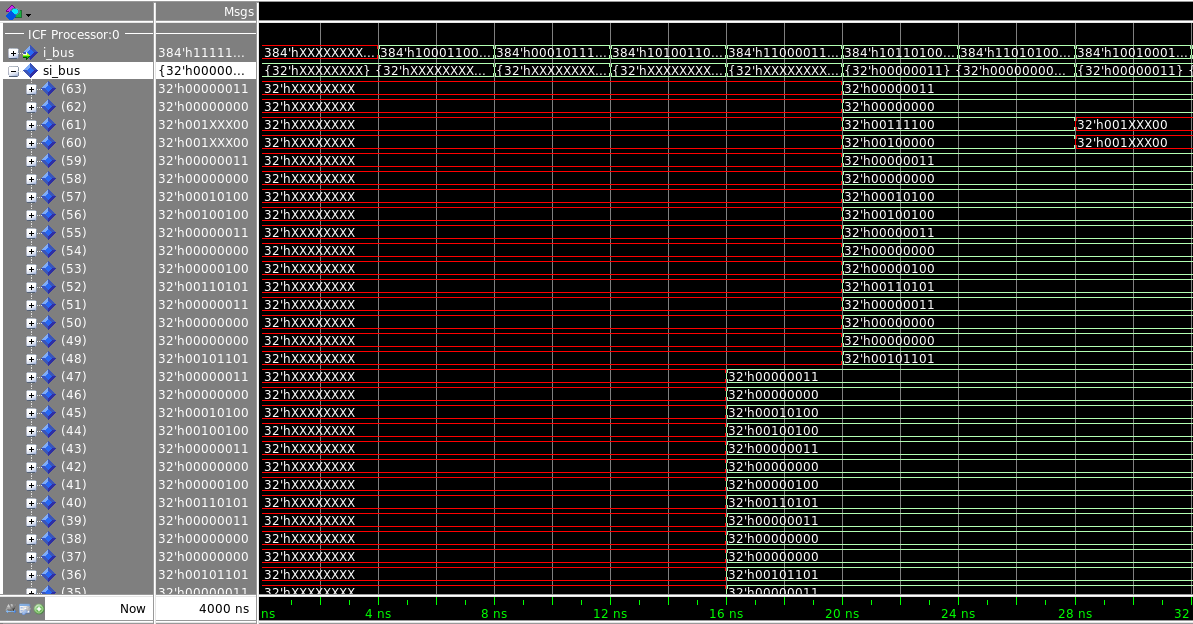 Msgs
ICF Processor:0
i_bus 384'h11111... 384'hXXXXXXXX... 384'h10001100... 384'h00010111... 384'h10100110... 384'h11000011... 384'h10110100... 384'h11010100... 384'h10010001...
si_bus {32'h00000... {32'hXXXXXXXX} {32'hXXXXXXXX... {32'hXXXXXXXX... {32'hXXXXXXXX... {32'hXXXXXXXX... {32'h00000011} {32'h00000000... {32'h00000011}
(63) 32'h00000011 32'hXXXXXXXX 32'h00000011
(62) 32'h00000000 32'hXXXXXXXX 32'h00000000
(61) 32'h001XXX00 32'hXXXXXXXX 32'h00111100 32'h001XXX00
(60) 32'h001XXX00 32'hXXXXXXXX 32'h00100000 32'h001XXX00
(59) 32'h00000011 32'hXXXXXXXX 32'h00000011
(58) 32'h00000000 32'hXXXXXXXX 32'h00000000
(57) 32'h00010100 32'hXXXXXXXX 32'h00010100
(56) 32'h00100100 32'hXXXXXXXX 32'h00100100
(55) 32'h00000011 32'hXXXXXXXX 32'h00000011
(54) 32'h00000000 32'hXXXXXXXX 32'h00000000
(53) 32'h00000100 32'hXXXXXXXX 32'h00000100
(52) 32'h00110101 32'hXXXXXXXX 32'h00110101
(51) 32'h00000011 32'hXXXXXXXX 32'h00000011
(50) 32'h00000000 32'hXXXXXXXX 32'h00000000
(49) 32'h00000000 32'hXXXXXXXX 32'h00000000
(48) 32'h00101101 32'hXXXXXXXX 32'h00101101
(47) 32'h00000011 32'hXXXXXXXX 32'h00000011
(46) 32'h00000000 32'hXXXXXXXX 32'h00000000
(45) 32'h00010100 32'hXXXXXXXX 32'h00010100
(44) 32'h00100100 32'hXXXXXXXX 32'h00100100
(43) 32'h00000011 32'hXXXXXXXX 32'h00000011
(42) 32'h00000000 32'hXXXXXXXX 32'h00000000
(41) 32'h00000100 32'hXXXXXXXX 32'h00000100
(40) 32'h00110101 32'hXXXXXXXX 32'h00110101
(39) 32'h00000011 32'hXXXXXXXX 32'h00000011
(38) 32'h00000000 32'hXXXXXXXX 32'h00000000
(37) 32'h00000000 32'hXXXXXXXX 32'h00000000
(36) 32'h00101101 32'hXXXXXXXX 32'h00101101
(35) 32'h00000011 32'hXXXXXXXX 32'h00000011
Now 4000 ns ns 4 ns 8 ns 12 ns 16 ns 20 ns 24 ns 28 ns 32